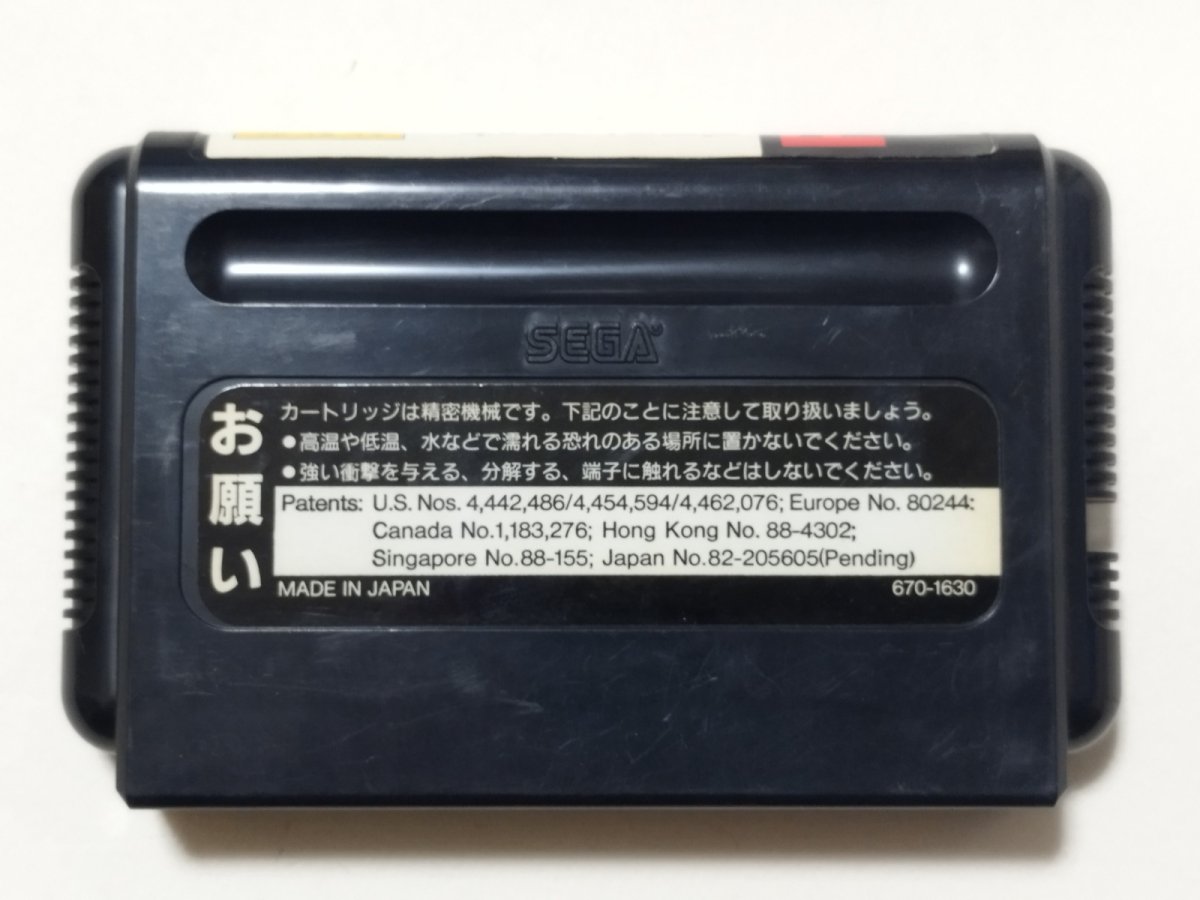 SEGA
お願い
カートリッジは精密機械です。下記のことに注意して取り扱いましょう。
●高温や低温、水などで濡れる恐れのある場所に置かないでください。
●強い衝撃を与える、分解する、端子に触れるなどはしないでください。
Patents: U.S. Nos. 4,442,486/4,454,594/4,462,076; Europe No. 80244;
Canada No.1,183,276; Hong Kong No. 88-4302;
Singapore No.88-155; Japan No.82-205605(Pending)
MADE IN JAPAN 670-1630